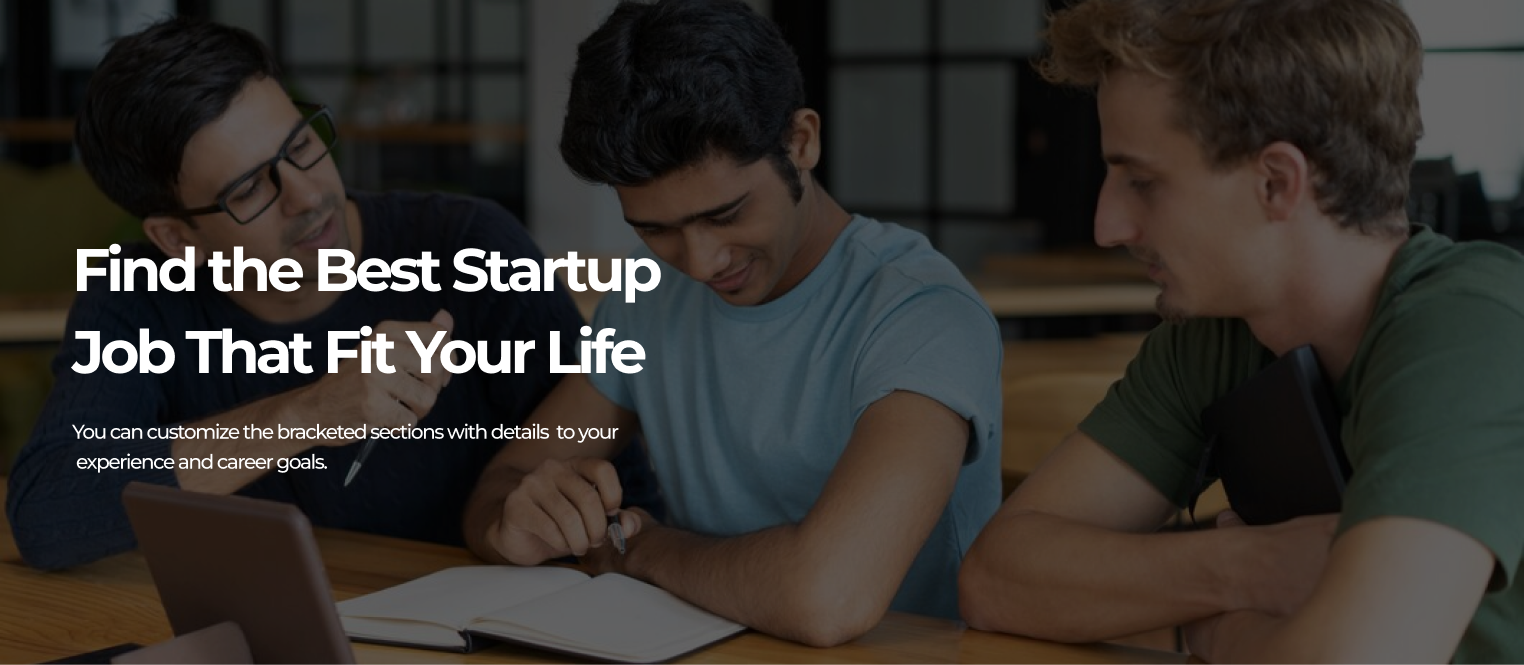 Find the Best Startup
Job That Fit Your Life
You can customize the bracketed sections with details to your
experience and career goals.